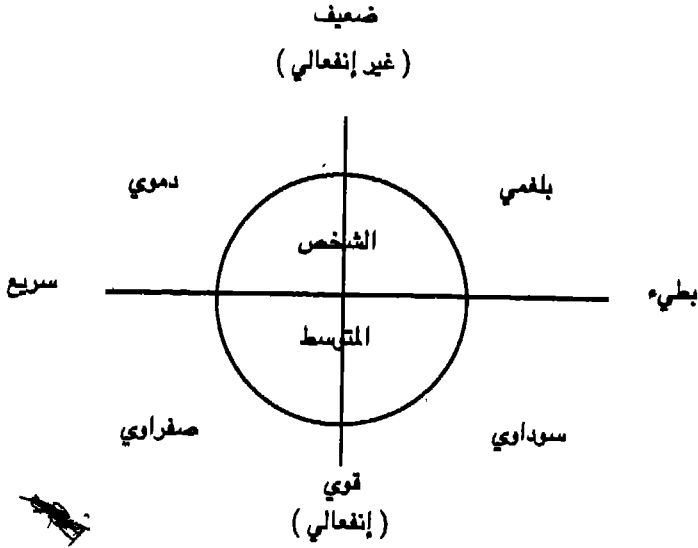 ضعيف
( غير إنفعالي )
بلغمي
دموي
الشخص
بطيء
سريع
المتوسط
سوداوي
صفراوي
قوي
( إنفعالي )